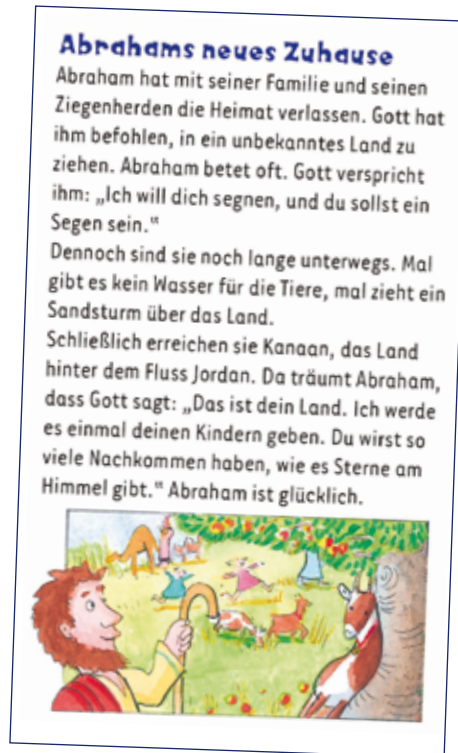 Abrahams neues Zuhause
Abraham hat mit seiner Familie und seinen
Ziegenherden die Heimat verlassen. Gott hat
ihm befohlen, in ein unbekanntes Land zu
ziehen. Abraham betet oft. Gott verspricht
ihm: „Ich will dich segnen, und du sollst ein
Segen sein.“
Dennoch sind sie noch lange unterwegs. Mal
gibt es kein Wasser für die Tiere, mal zieht ein
Sandsturm über das Land.
Schließlich erreichen sie Kanaan, das Land
hinter dem Fluss Jordan. Da träumt Abraham,
dass Gott sagt: „Das ist dein Land. Ich werde
es einmal deinen Kindern geben. Du wirst so
viele Nachkommen haben, wie es Sterne am
Himmel gibt.“ Abraham ist glücklich.